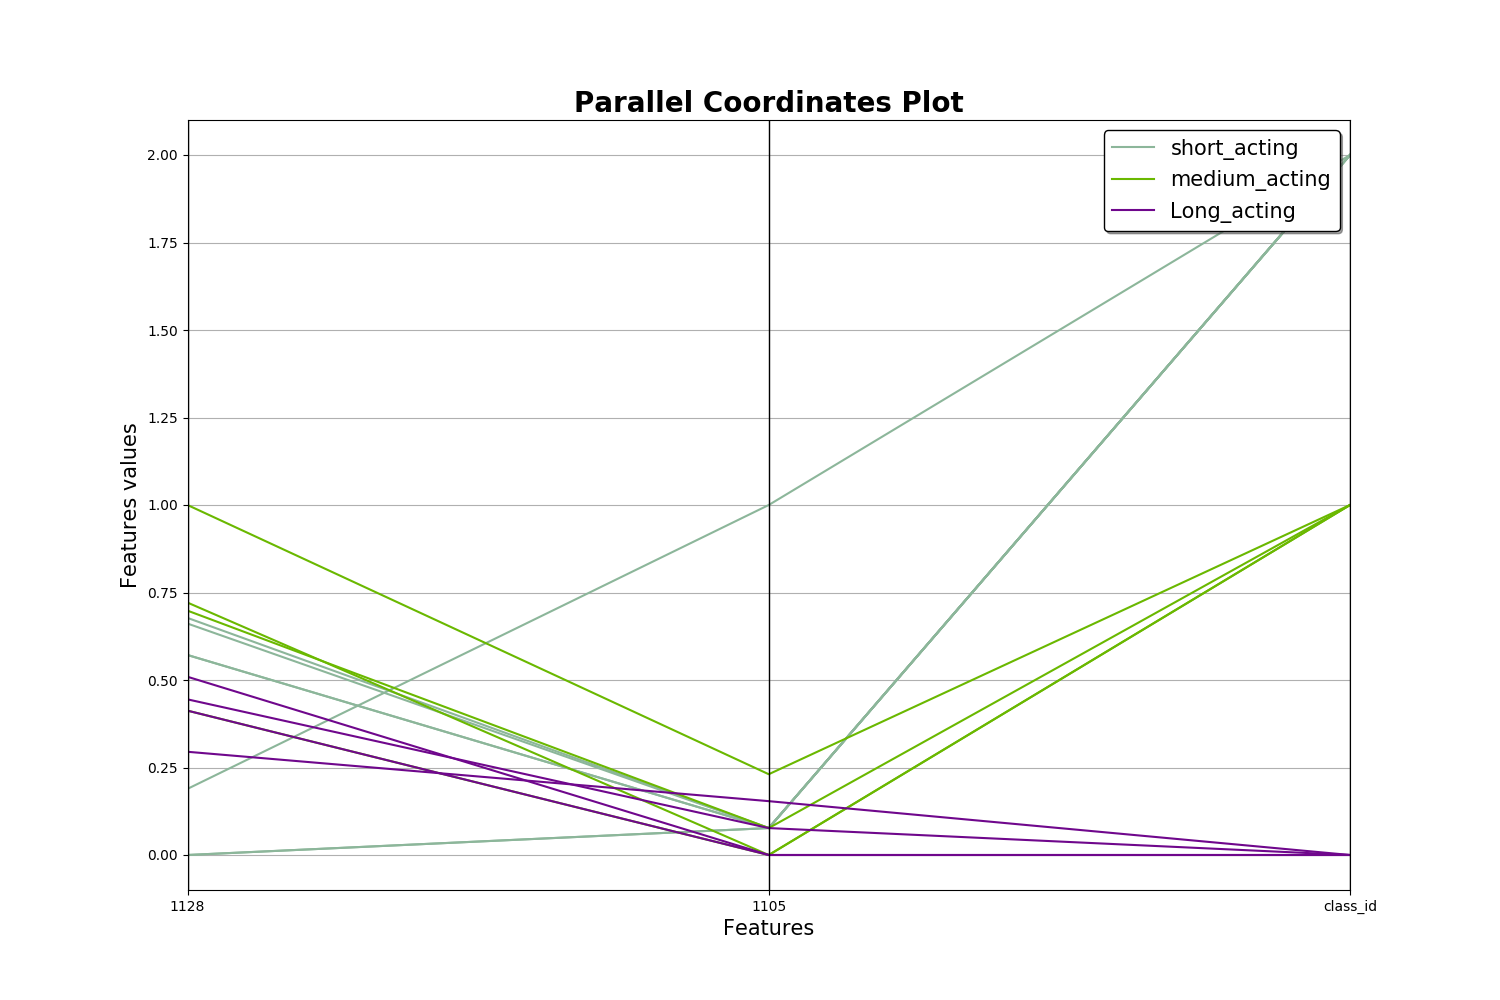 Parallel Coordinates Plot
short_acting
medium_acting
Long_acting
2.00
1.75
1.50
1.25
1.00
0.75
0.50
0.25
0.00
Features values
1128
1105
class_id
Features